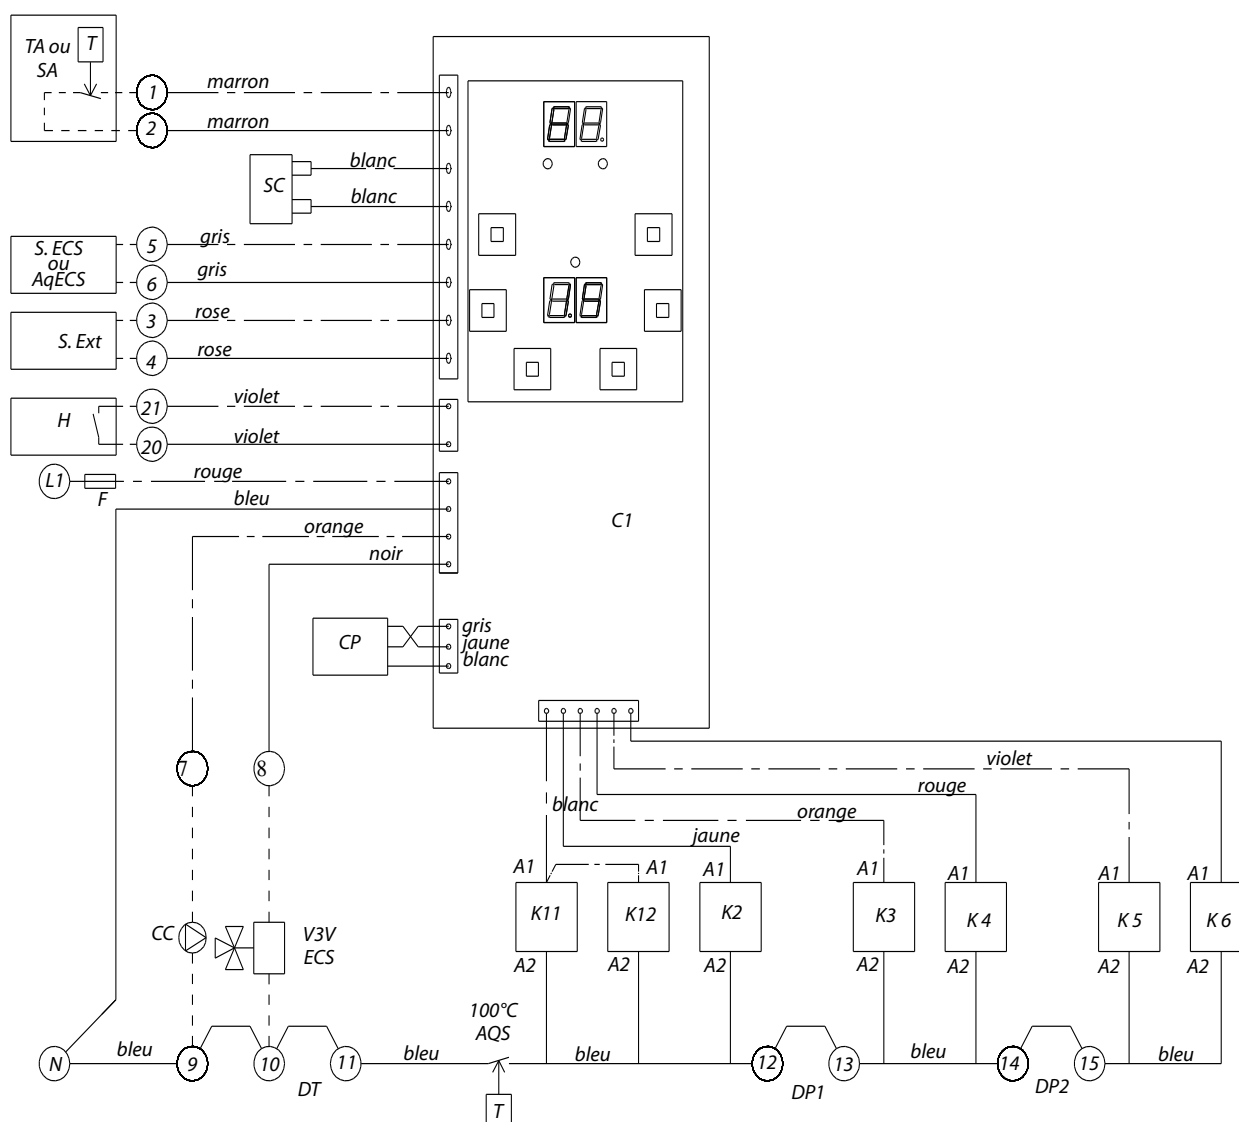 TA ou
SA
T
1
marron
2
marron
SC
blanc
blanc
S. ECS
ou
AqECS
5
gris
6
gris
S. Ext
3
rose
4
rose
H
21
violet
20
violet
L1
F
rouge
bleu
orange
noir
C1
CP
gris
jaune
blanc
7
8
violet
rouge
blanc
orange
jaune
A1
A1
A1
A1
A1
A1
A1
K11
K12
K2
K3
K 4
K 5
K 6
A2
A2
A2
A2
A2
CC
V3V
ECS
100°C
AQS
N
bleu
9
10
DT
11
bleu
T
bleu
12
DP1
13
bleu
14
DP2
15
bleu